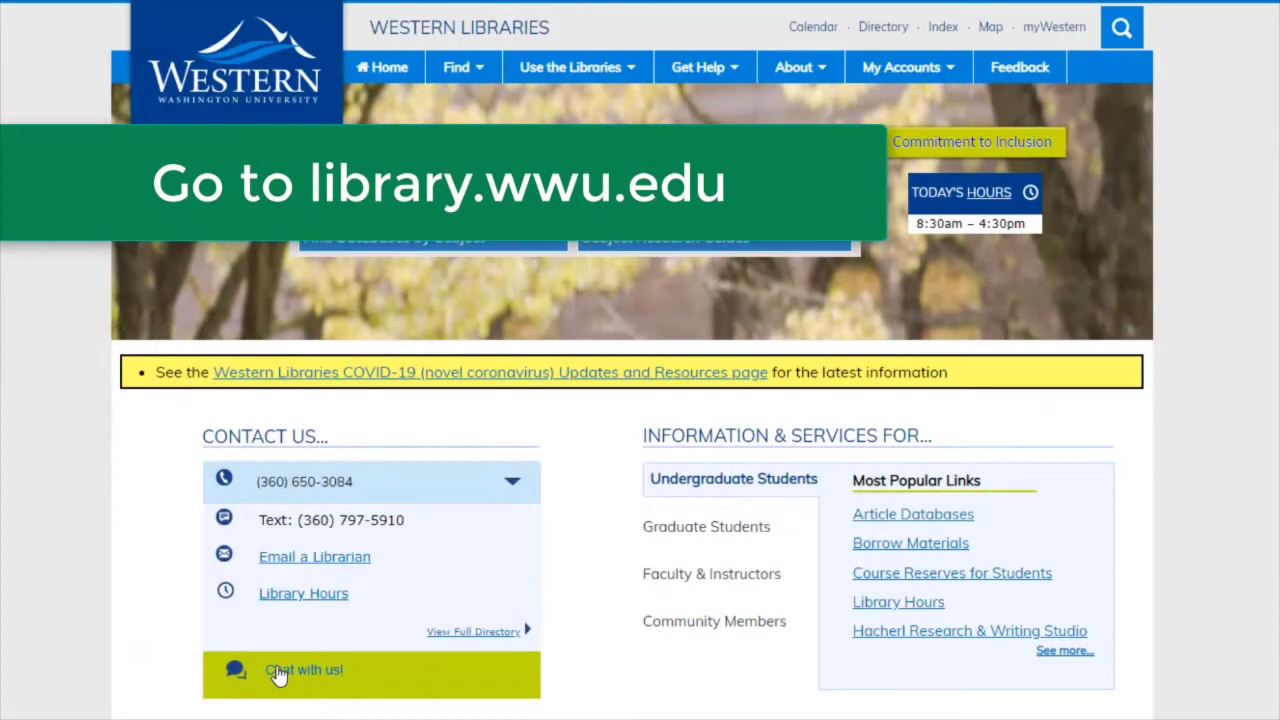 WESTERN
WASHINGTON UNIVERSITY
WESTERN LIBRARIES
Calendar · Directory · Index · Map · myWestern
Home Find Use the Libraries Get Help About My Accounts Feedback
Commitment to Inclusion
Go to library.wwu.edu
TODAY'S HOURS
8:30am – 4:30pm
• See the Western Libraries COVID-19 (novel coronavirus) Updates and Resources page for the latest information
CONTACT US...
(360) 650-3084
Text: (360) 797-5910
Email a Librarian
Library Hours
View Full Directory
Chat with us!
INFORMATION & SERVICES FOR...
Undergraduate Students
Graduate Students
Faculty & Instructors
Community Members
Most Popular Links
Article Databases
Borrow Materials
Course Reserves for Students
Library Hours
Hacherl Research & Writing Studio
See more...